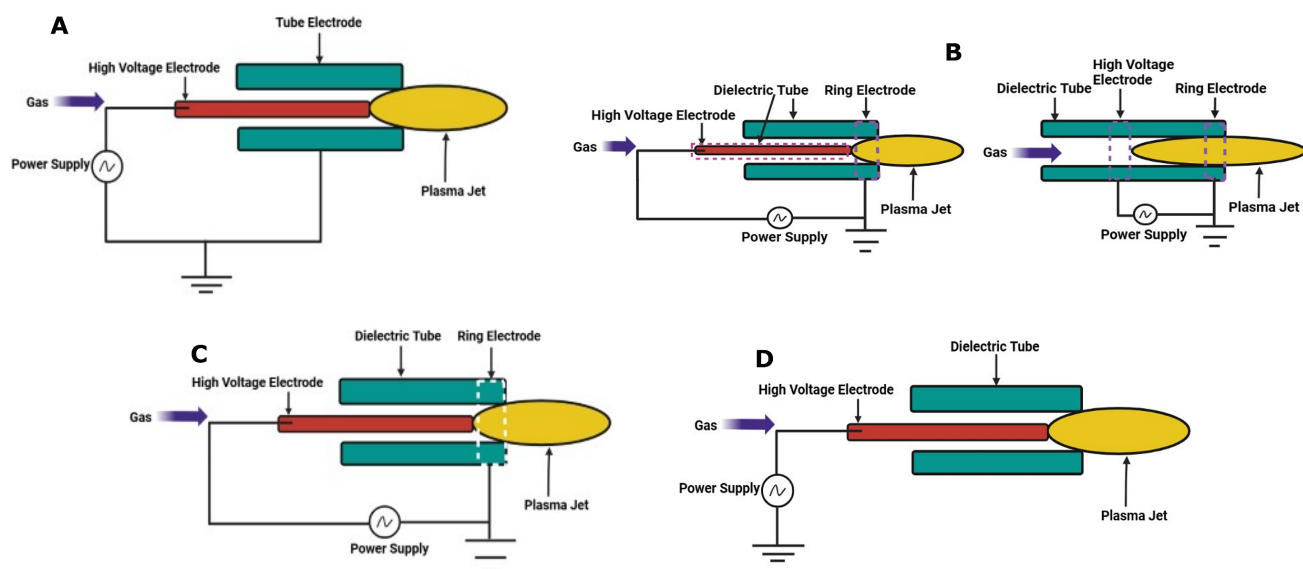 A
Tube Electrode
High Voltage Electrode
Gas
Power Supply
Plasma Jet
B
Dielectric Tube
Ring Electrode
High Voltage Electrode
Gas
Plasma Jet
Power Supply
High Voltage
Electrode
Dielectric Tube
Ring Electrode
Gas
Plasma Jet
Power Supply
C
Dielectric Tube
Ring Electrode
High Voltage Electrode
Gas
Plasma Jet
Power Supply
D
Dielectric Tube
High Voltage Electrode
Gas
Power Supply
Plasma Jet